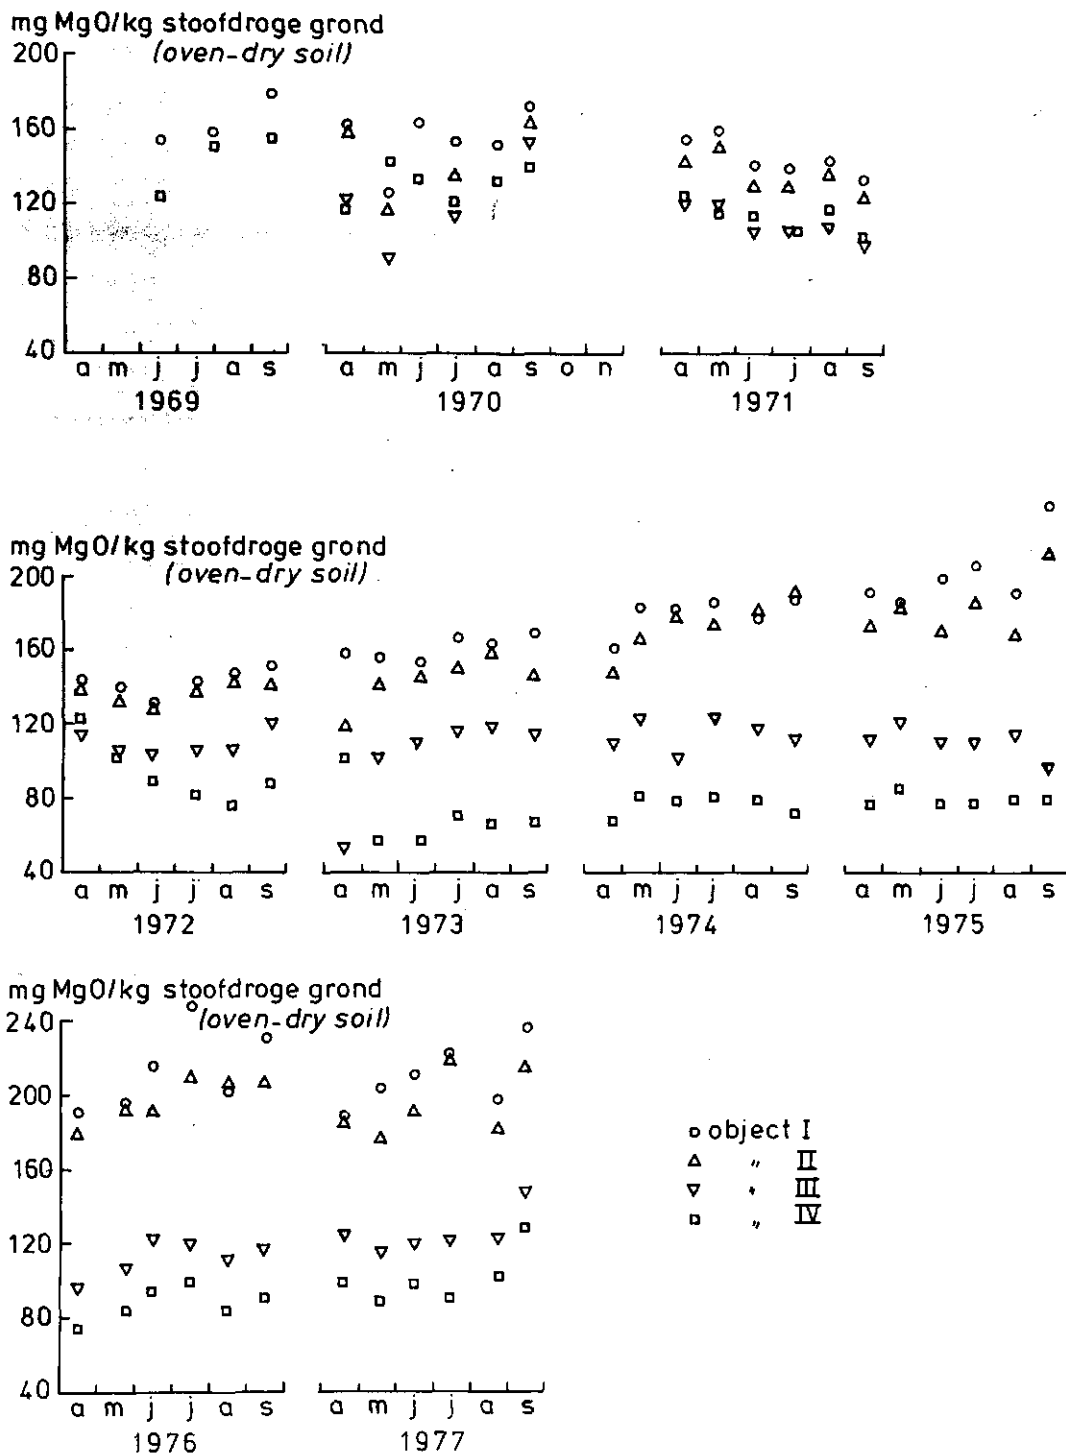 mg MgO/kg stoofdroge grond
(oven-dry soil)
200
160
120
80
40
a m j j a s
1969
a m j j a s o n
1970
a m j j a s
1971
mg MgO/kg stoofdroge grond
(oven-dry soil)
200
160
120
80
40
a m j j a s
1972
a m j j a s
1973
a m j j a s
1974
a m j j a s
1975
mg MgO/kg stoofdroge grond
(oven-dry soil)
240
200
160
120
80
40
a m j j a s
1976
a m j j a s
1977
object I
" II
" III
" IV